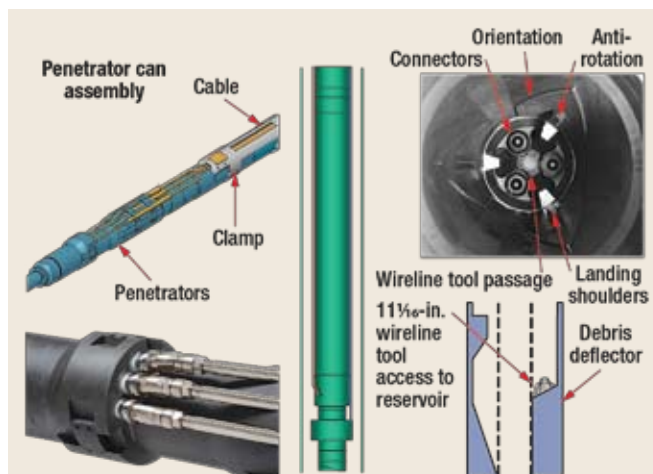 Penetrator can
assembly
Cable
Clamp
Penetrators
Orientation
Connectors
Anti-
rotation
Wireline tool passage
Landing
shoulders
11⁄16-in.
wireline
tool
access to
reservoir
Debris
deflector